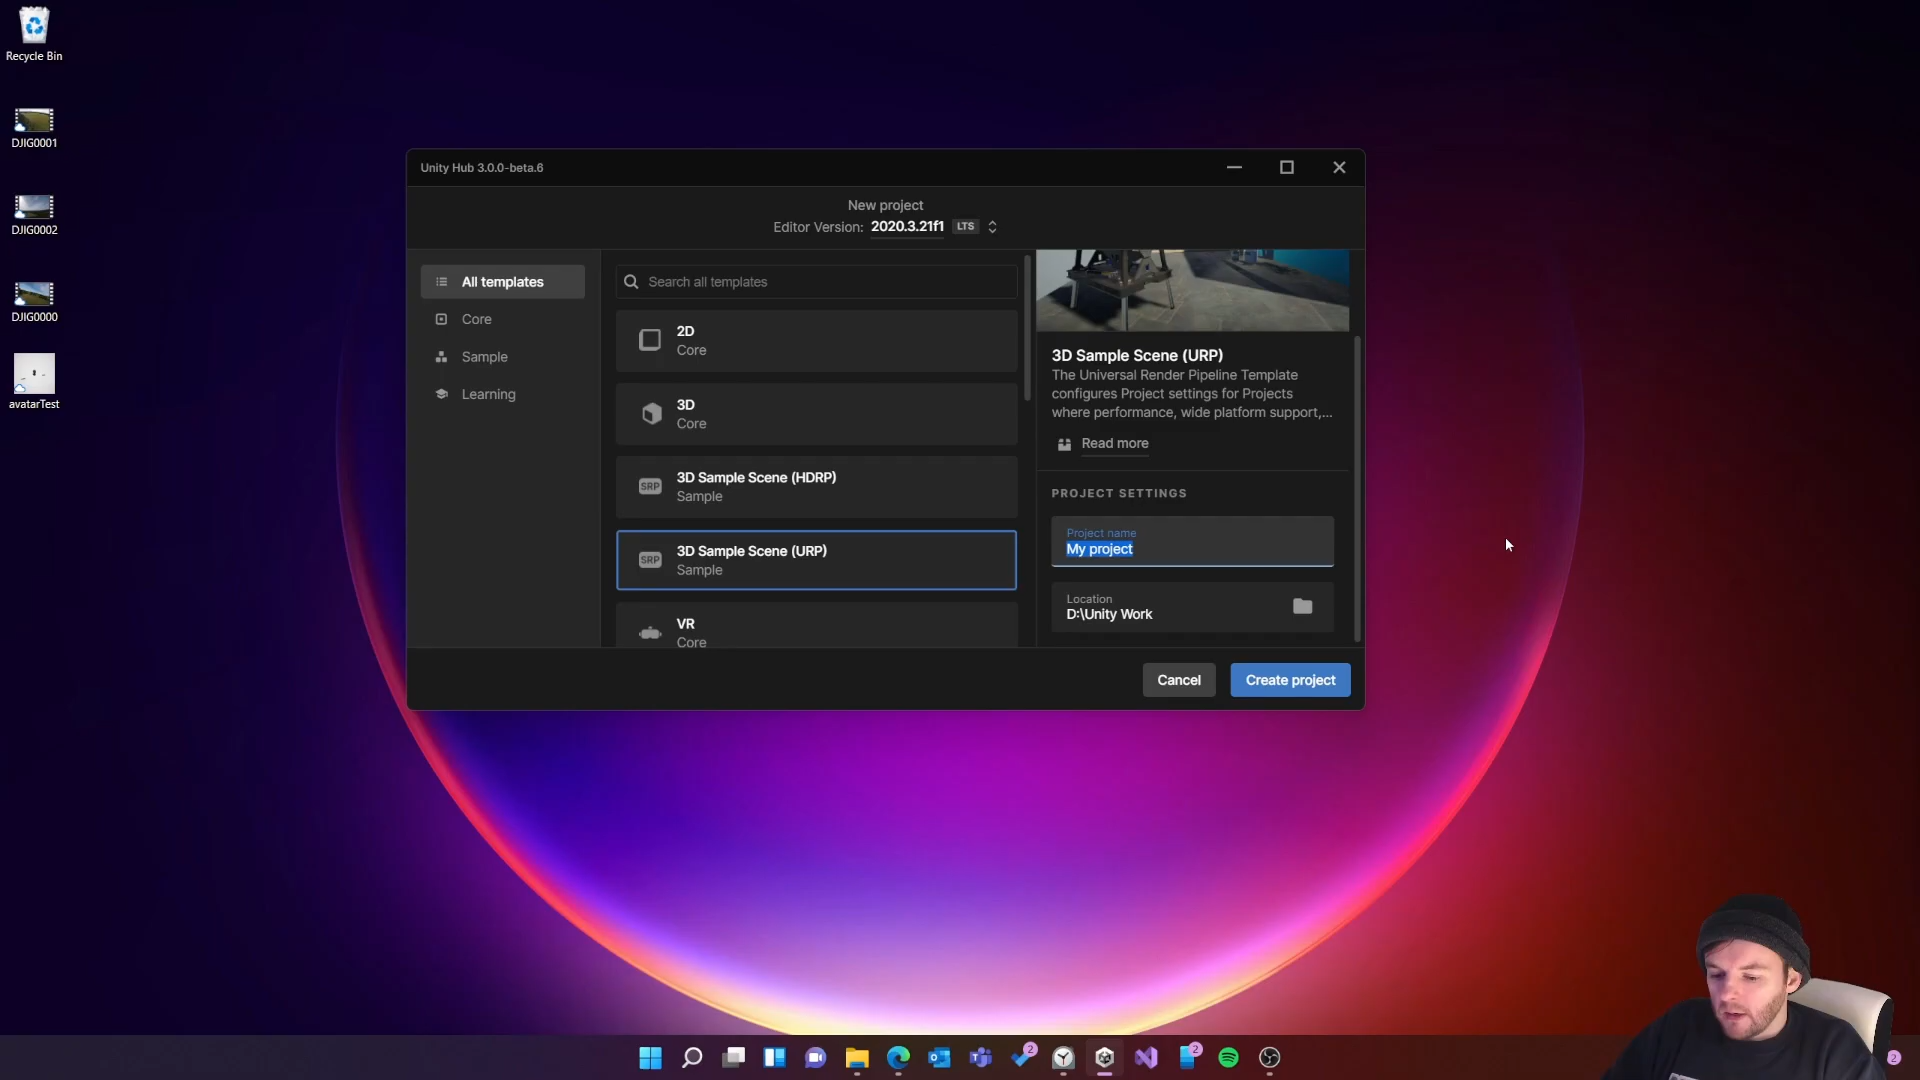 Recycle Bin
DJIG0001
DJIG0002
DJIG0000
avatarTest
Unity Hub 3.0.0-beta.6
New project
Editor Version: 2020.3.21f1 LTS
All templates
Core
Sample
Learning
Search all templates
2D
Core
3D
Core
SRP
3D Sample Scene (HDRP)
Sample
SRP
3D Sample Scene (URP)
Sample
VR
Core
3D Sample Scene (URP)
The Universal Render Pipeline Template
configures Project settings for Projects
where performance, wide platform support,...
Read more
PROJECT SETTINGS
Project name
My project
Location
D:\Unity Work
Cancel
Create project
2
2
2